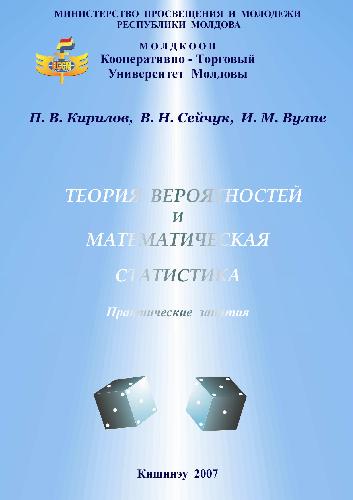 МИНИСТЕРСТВО ПРОСВЕЩЕНИЯ И МОЛОДЕЖИ
РЕСПУБЛИКИ МОЛДОВА
МОЛДКООП
Кооперативно - Торговый
Университет Молдовы
П. В. Кирилов, В. Н. Сейчук, И. М. Вулпе
ТЕОРИЯ ВЕРОЯТНОСТЕЙ
И
МАТЕМАТИЧЕСКАЯ
СТАТИСТИКА
Практические занятия
Кишинэу 2007